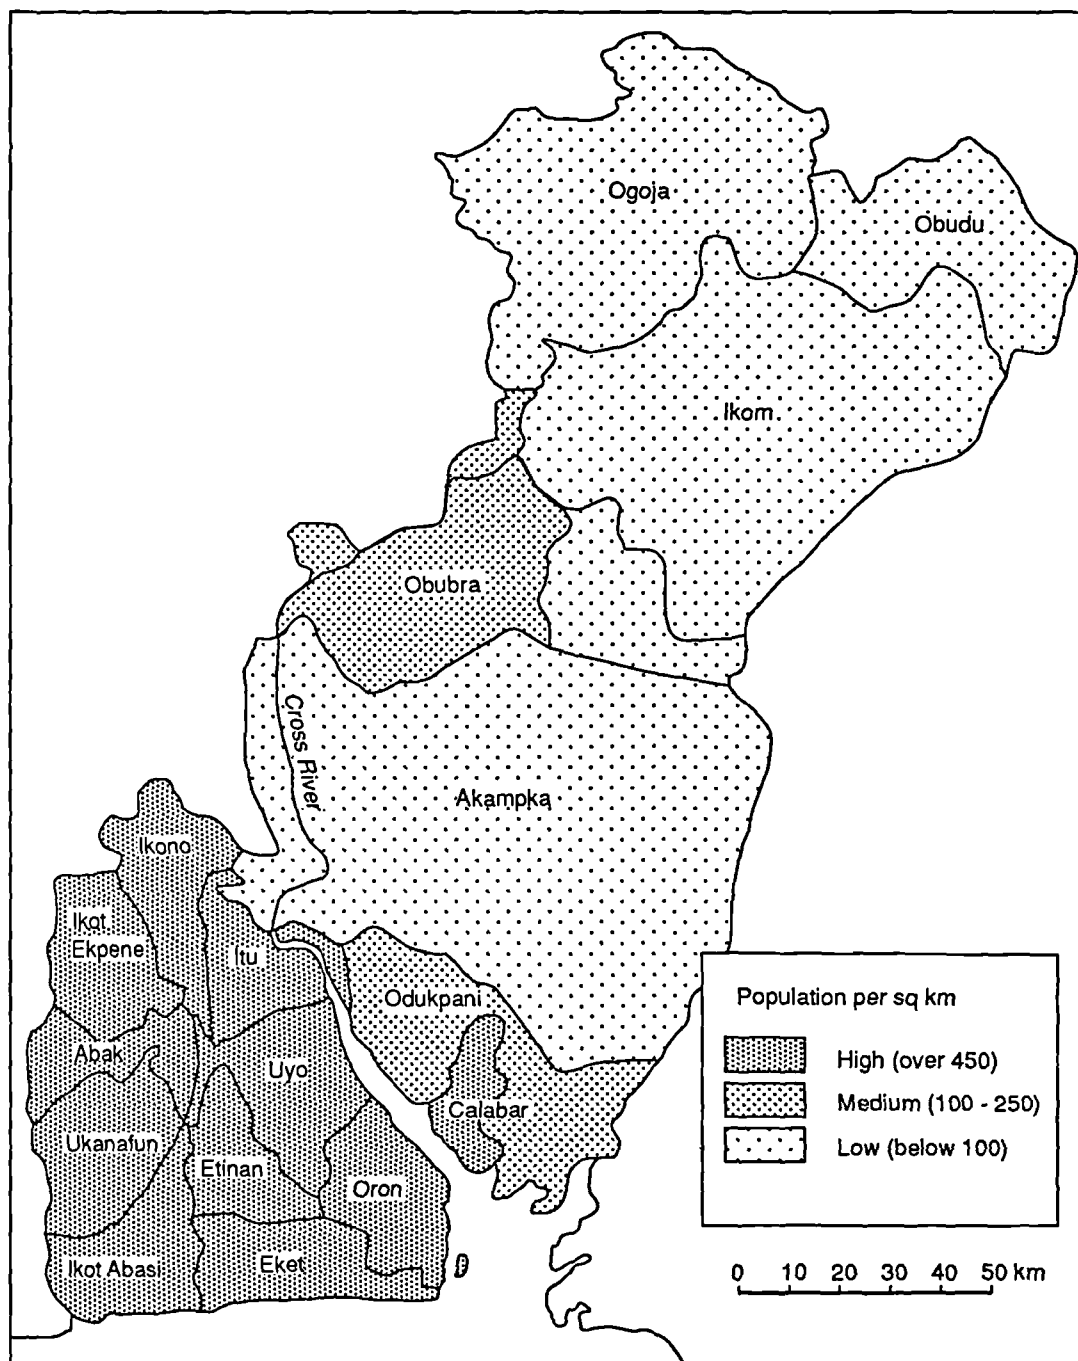 Ogoja
Obudu
Ikom
Obubra
Cross River
Akampka
Ikono
Ikot
Ekpene
Itu
Odukpani
Abak
Uyo
Calabar
Ukanafun
Etinan
Oron
Ikot Abasi
Eket
Population per sq km
High (over 450)
Medium (100 - 250)
Low (below 100)
0 10 20 30 40 50 km